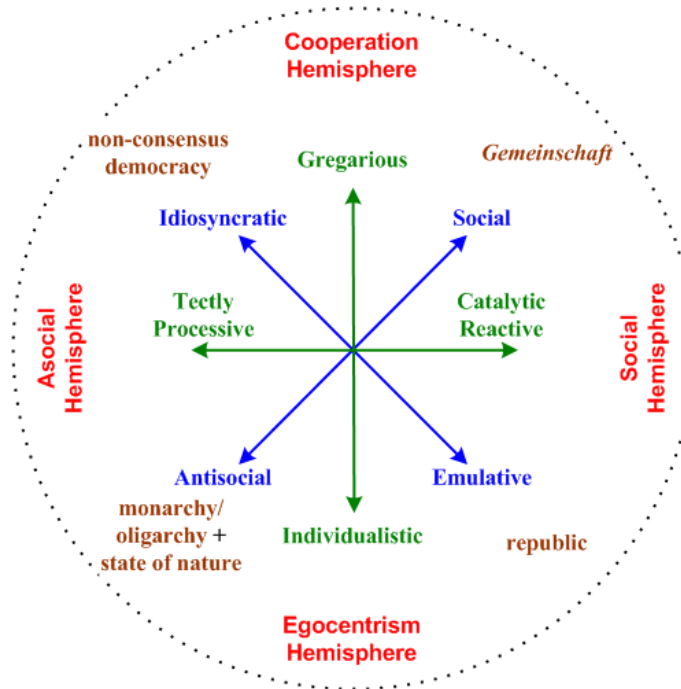 Cooperation
Hemisphere
non-consensus
democracy
Gregarious
Gemeinschaft
Idiosyncratic
Social
Asocial
Hemisphere
Tectly
Processive
Catalytic
Reactive
Social
Hemisphere
Antisocial
Emulative
monarchy/
oligarchy +
state of nature
Individualistic
republic
Egocentrism
Hemisphere